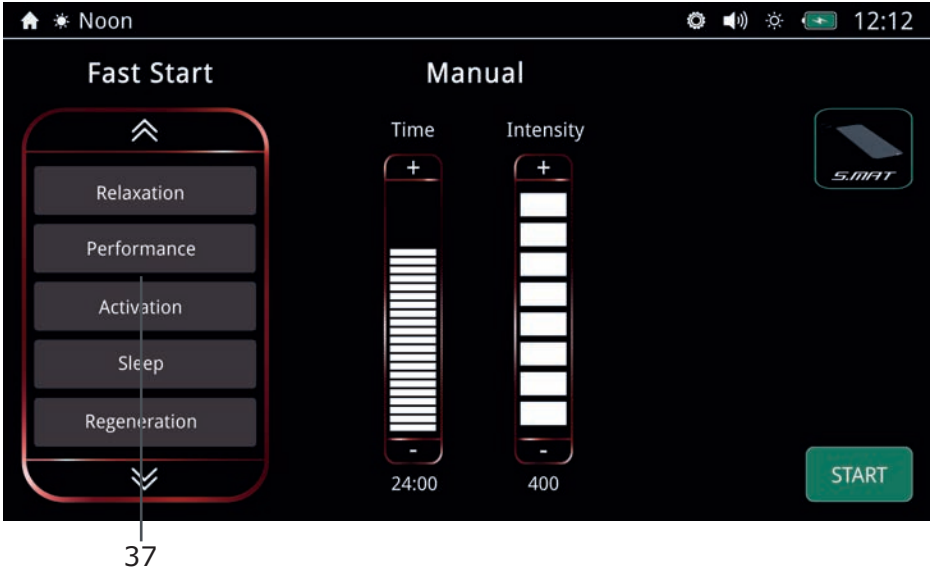 Noon 12:12
Fast Start
Manual
Time
Intensity
Relaxation
Performance
Activation
Sleep
Regeneration
+
+
-
-
24:00
400
S.MAT
START
37